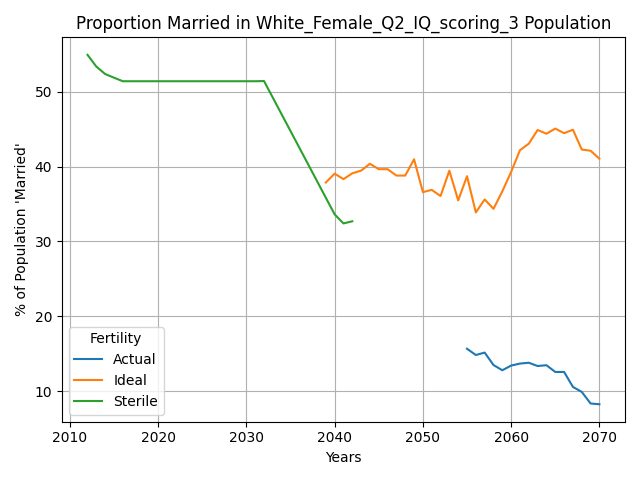 Proportion Married in White_Female_Q2_IQ_scoring_3 Population
% of Population 'Married'
50
40
30
20
10
Fertility
Actual
Ideal
Sterile
2010 2020 2030 2040 2050 2060 2070
Years